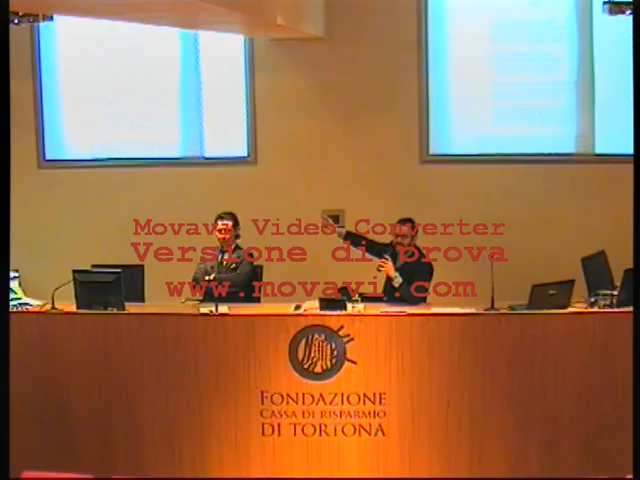 Movavi Video Converter
Versione di prova
www.movavi.com
FONDAZIONE
CASSA DI RISPARMIO
DI TORTONA